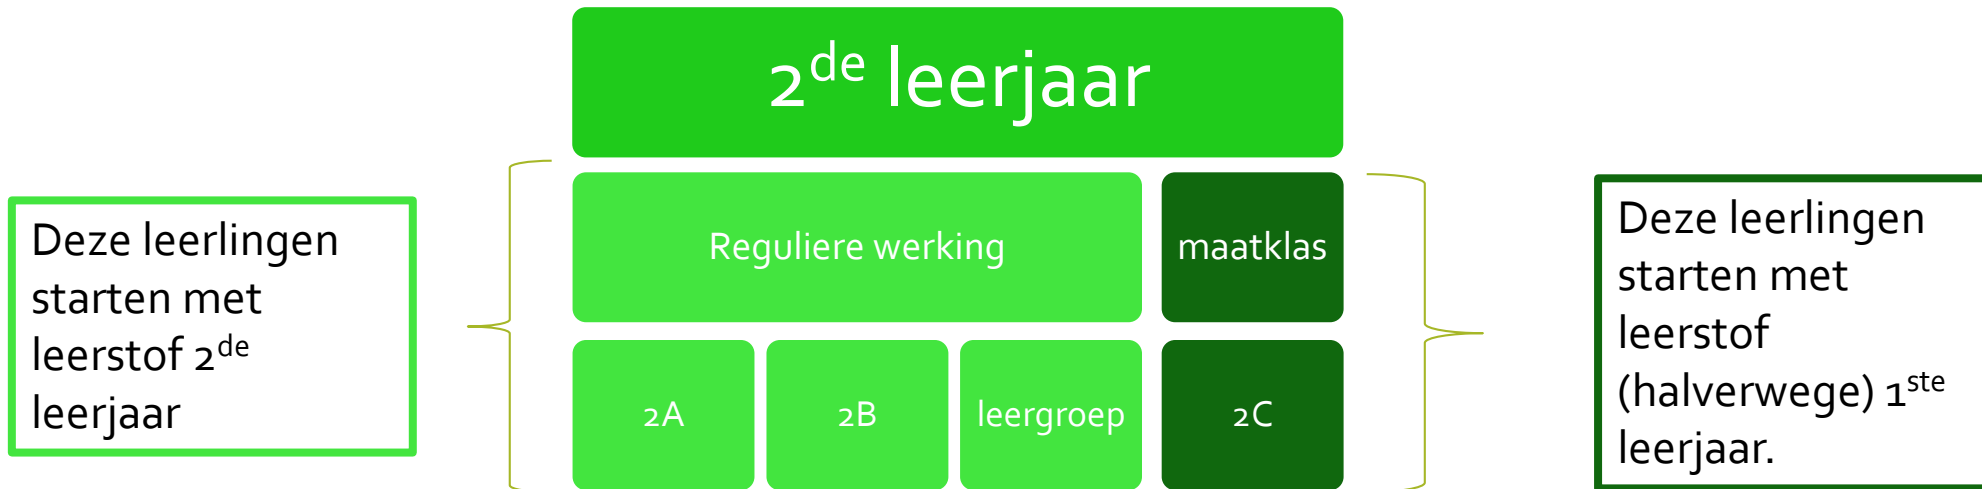 2de leerjaar
Deze leerlingen
starten met
leerstof 2de
leerjaar
Reguliere werking
maatklas
2A
2B
leergroep
2C
Deze leerlingen
starten met
leerstof
(halverwege) 1ste
leerjaar.